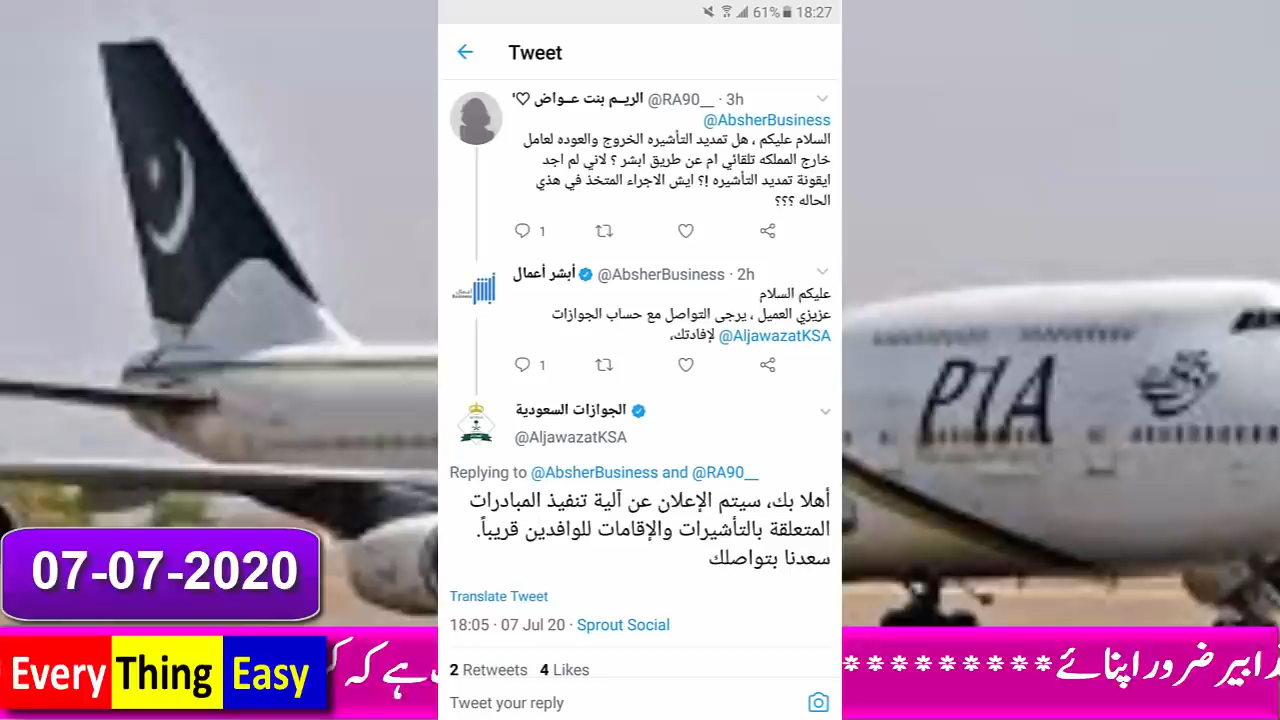 61% 18:27
Tweet
الريــم بنت عــواض ♡' @RA90__ · 3h
@AbsherBusiness
السلام عليكم ، هل تمديد التأشيره الخروج والعوده لعامل
خارج المملكه تلقائي ام عن طريق ابشر ؟ لاني لم اجد
ايقونة تمديد التأشيره !؟ ايش الاجراء المتخذ في هذي
الحاله ؟؟؟
1
أبشر أعمال @AbsherBusiness · 2h
عليكم السلام
عزيزي العميل ، يرجى التواصل مع حساب الجوازات
@AljawazatKSA لإفادتك،
1
الجوازات السعودية
@AljawazatKSA
Replying to @AbsherBusiness and @RA90__
أهلا بك، سيتم الإعلان عن آلية تنفيذ المبادرات
المتعلقة بالتأشيرات والإقامات للوافدين قريباً.
سعدنا بتواصلك
Translate Tweet
18:05 · 07 Jul 20 · Sprout Social
2 Retweets 4 Likes
Tweet your reply
PIA
07-07-2020
EveryThing Easy
ہے کہ
ضرور اپنائے*********